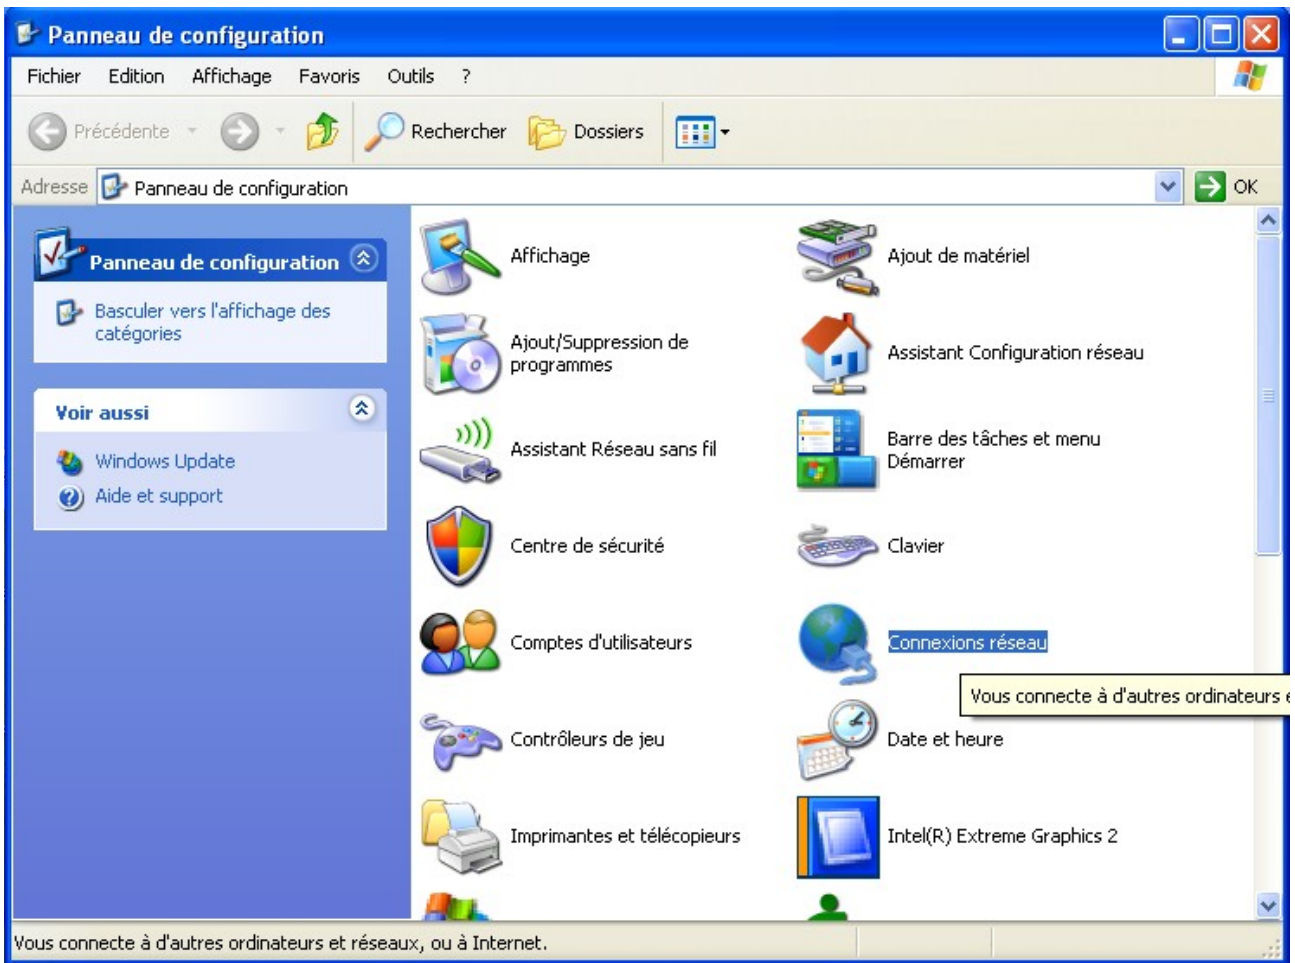 Panneau de configuration
Fichier Edition Affichage Favoris Outils ?
Précédente Rechercher Dossiers
Adresse Panneau de configuration OK
Panneau de configuration
Basculer vers l'affichage des
catégories
Voir aussi
Windows Update
Aide et support
Affichage
Ajout de matériel
Ajout/Suppression de
programmes
Assistant Configuration réseau
Assistant Réseau sans fil
Barre des tâches et menu
Démarrer
Centre de sécurité
Clavier
Comptes d'utilisateurs
Connexions réseau
Vous connecte à d'autres ordinateurs e
Contrôleurs de jeu
Date et heure
Imprimantes et télécopieurs
Intel(R) Extreme Graphics 2
Vous connecte à d'autres ordinateurs et réseaux, ou à Internet.